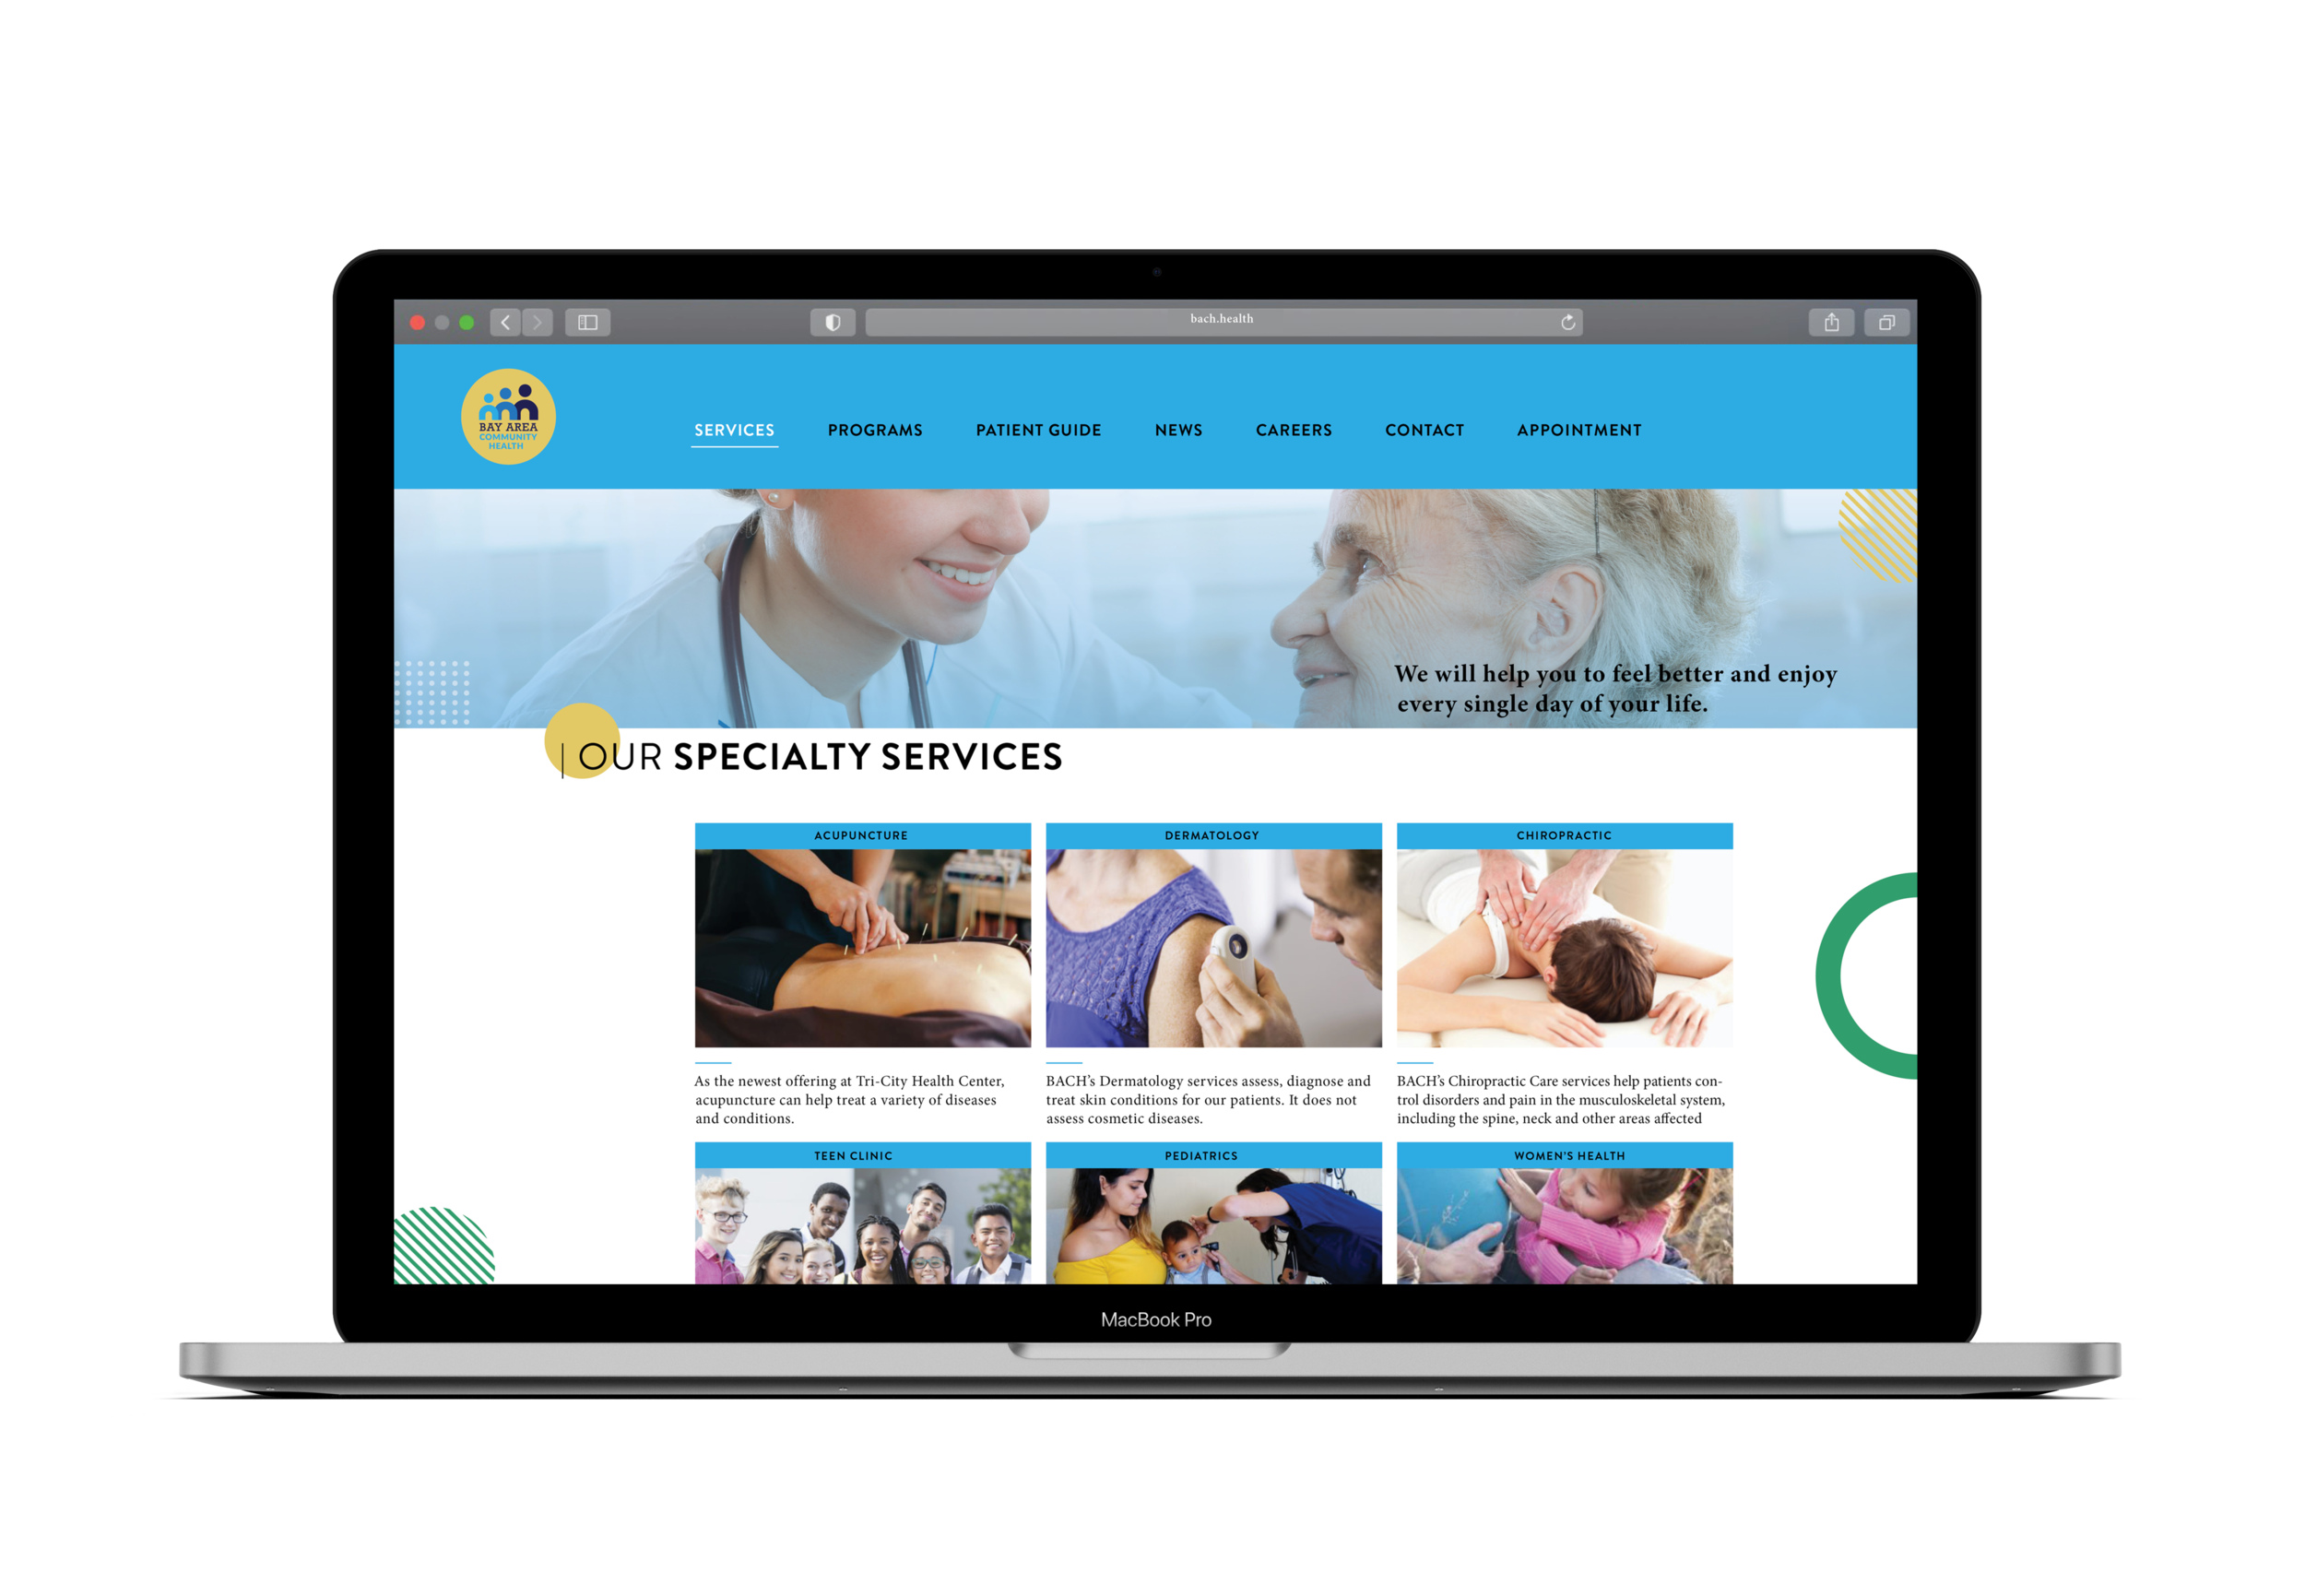 bach.health
BAY AREA
COMMUNITY
HEALTH
SERVICES PROGRAMS PATIENT GUIDE NEWS CAREERS CONTACT APPOINTMENT
We will help you to feel better and enjoy
every single day of your life.
| OUR SPECIALTY SERVICES
ACUPUNCTURE
As the newest offering at Tri-City Health Center,
acupuncture can help treat a variety of diseases
and conditions.
DERMATOLOGY
BACH's Dermatology services assess, diagnose and
treat skin conditions for our patients. It does not
assess cosmetic diseases.
CHIROPRACTIC
BACH's Chiropractic Care services help patients con-
trol disorders and pain in the musculoskeletal system,
including the spine, neck and other areas affected
TEEN CLINIC
PEDIATRICS
WOMEN'S HEALTH
MacBook Pro